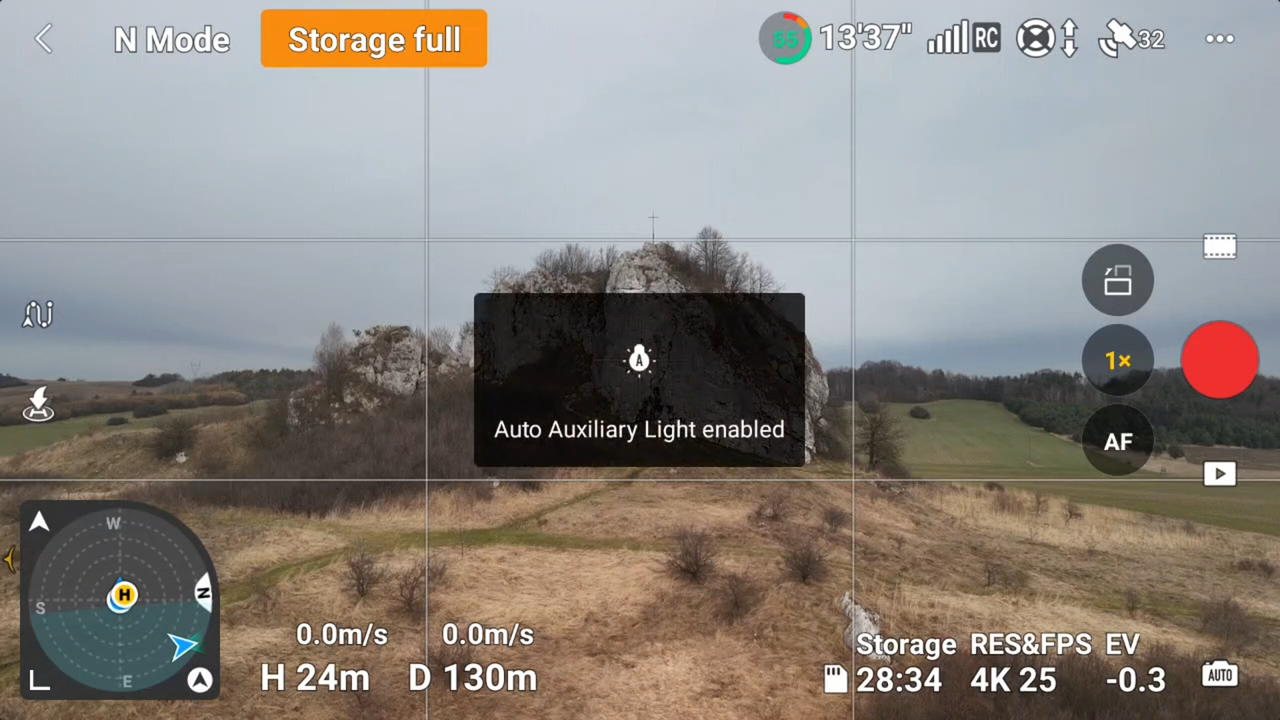 N Mode
Storage full
55
13'37"
RC
32
1×
AF
A
Auto Auxiliary Light enabled
W
N
S
H
E
0.0m/s
0.0m/s
H 24m
D 130m
Storage
RES&FPS
EV
28:34
4K 25
-0.3
AUTO